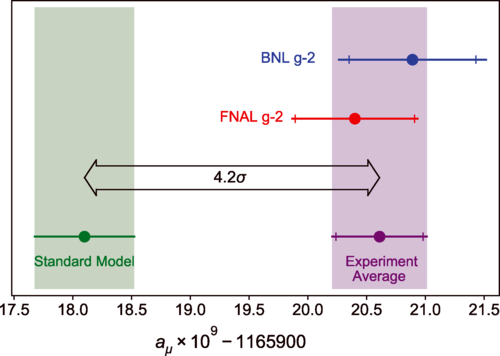 BNL g-2
FNAL g-2
4.2σ
Standard Model
Experiment
Average
17.5 18.0 18.5 19.0 19.5 20.0 20.5 21.0 21.5
aμ × 10⁹ − 1165900